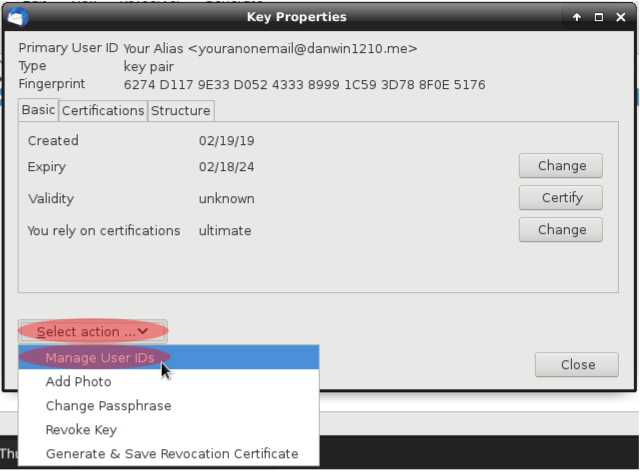 Key Properties
Primary User ID Your Alias <youranonemail@danwin1210.me>
Type key pair
Fingerprint 6274 D117 9E33 D052 4333 8999 1C59 3D78 8F0E 5176
Basic Certifications Structure
Created 02/19/19
Expiry 02/18/24 Change
Validity unknown Certify
You rely on certifications ultimate Change
Select action ...
Manage User IDs
Close
Add Photo
Change Passphrase
Revoke Key
Generate & Save Revocation Certificate